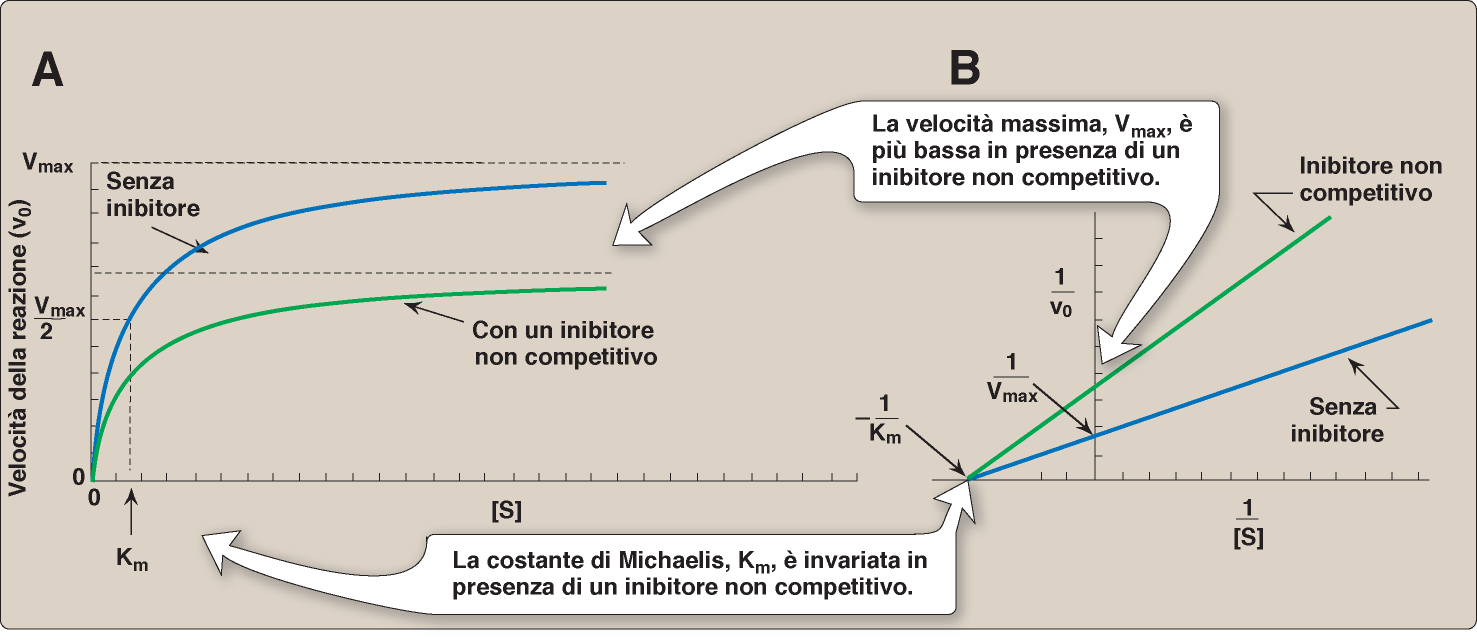 A
Vmax
Senza
inibitore
Velocità della reazione (v0)
Vmax
2
Con un inibitore
non competitivo
0
0
[S]
Km
B
La velocità massima, Vmax, è
più bassa in presenza di un
inibitore non competitivo.
Inibitore non
competitivo
1
v0
1
Vmax
Senza
inibitore
–1
Km
1
[S]
La costante di Michaelis, Km, è invariata in
presenza di un inibitore non competitivo.